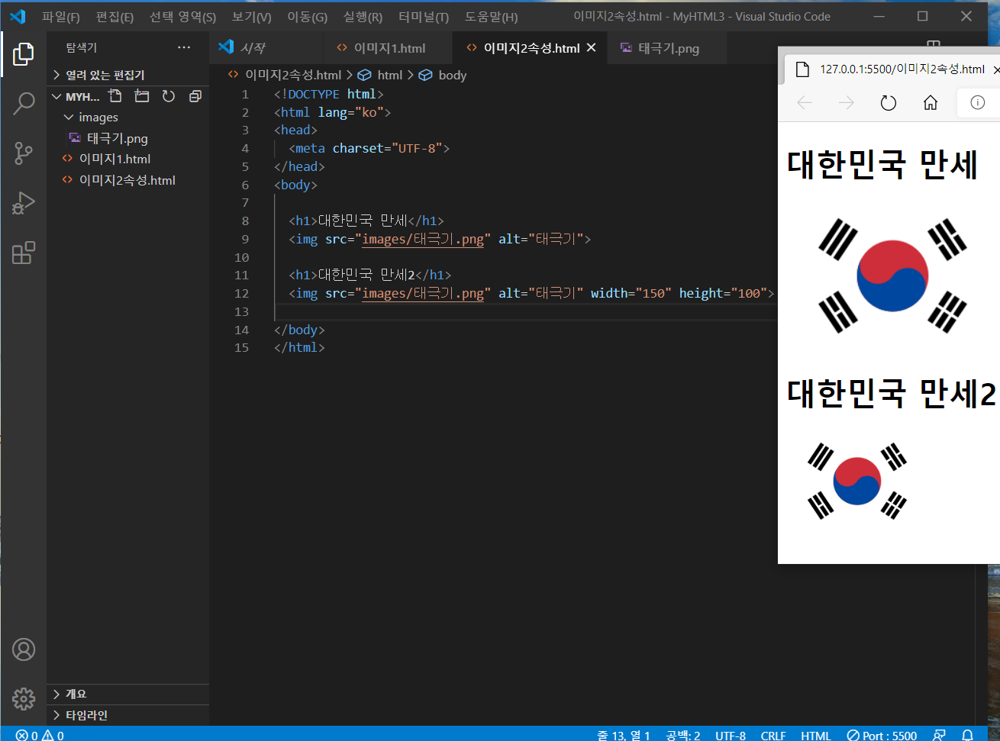 파일(F) 편집(E) 선택 영역(S) 보기(V) 이동(G) 실행(R) 터미널(T) 도움말(H) 이미지2속성.html - MyHTML3 - Visual Studio Code
탐색기
시작 이미지1.html 이미지2속성.html 태극기.png
열려 있는 편집기
MYH...
images
태극기.png
이미지1.html
이미지2속성.html
개요
타임라인
이미지2속성.html > html > body
1 <!DOCTYPE html>
2 <html lang="ko">
3 <head>
4 <meta charset="UTF-8">
5 </head>
6 <body>
7
8 <h1>대한민국 만세</h1>
9 <img src="images/태극기.png" alt="태극기">
10
11 <h1>대한민국 만세2</h1>
12 <img src="images/태극기.png" alt="태극기" width="150" height="100">
13
14 </body>
15 </html>
127.0.0.1:5500/이미지2속성.html
대한민국 만세
대한민국 만세2
0 0 줄 13, 열 1 공백: 2 UTF-8 CRLF HTML Port : 5500